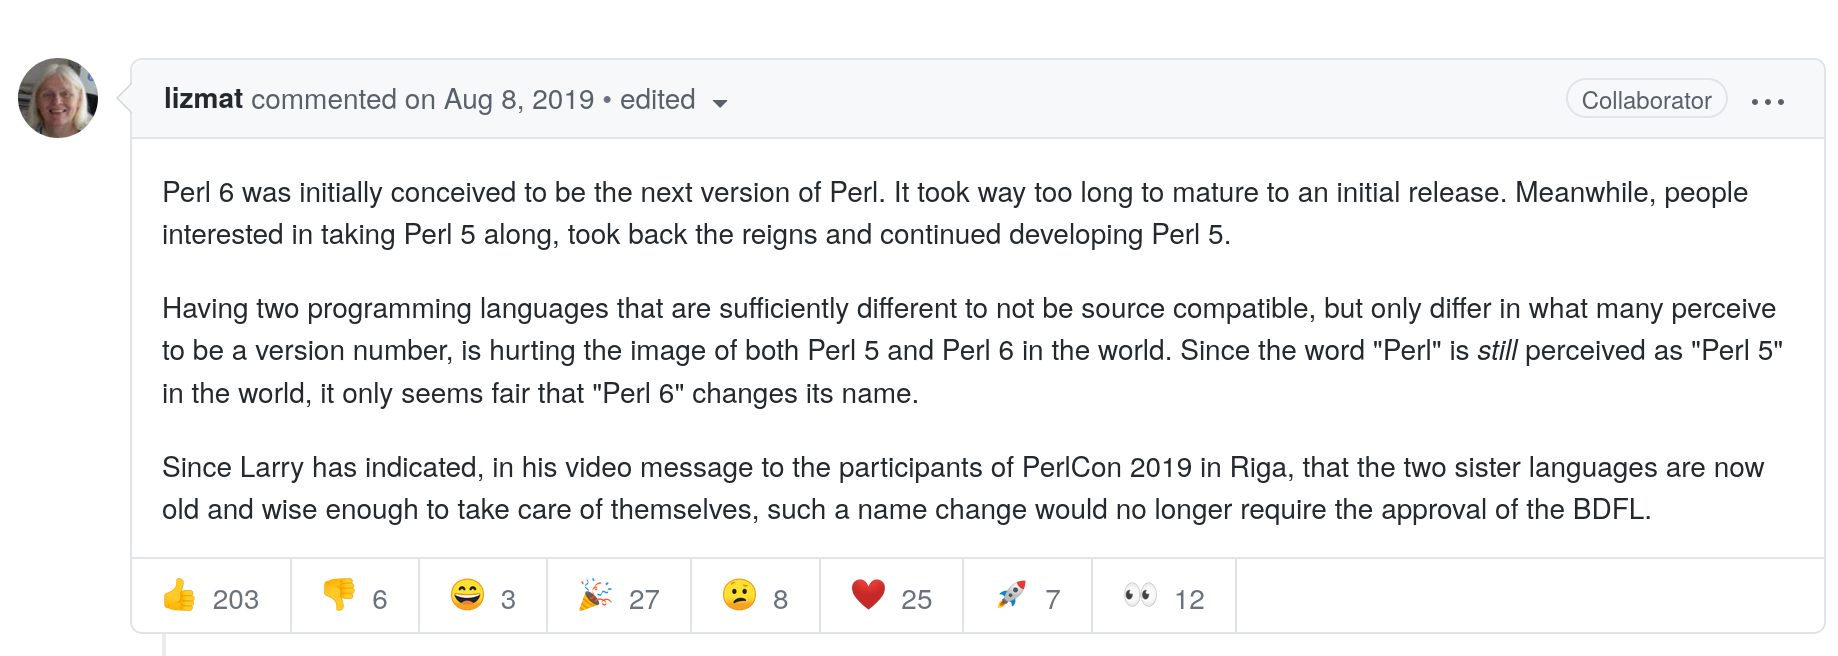 lizmat commented on Aug 8, 2019 • edited
Collaborator
Perl 6 was initially conceived to be the next version of Perl. It took way too long to mature to an initial release. Meanwhile, people
interested in taking Perl 5 along, took back the reigns and continued developing Perl 5.
Having two programming languages that are sufficiently different to not be source compatible, but only differ in what many perceive
to be a version number, is hurting the image of both Perl 5 and Perl 6 in the world. Since the word "Perl" is still perceived as "Perl 5"
in the world, it only seems fair that "Perl 6" changes its name.
Since Larry has indicated, in his video message to the participants of PerlCon 2019 in Riga, that the two sister languages are now
old and wise enough to take care of themselves, such a name change would no longer require the approval of the BDFL.
👍 203 👎 6 😄 3 🎉 27 😕 8 ❤️ 25 🚀 7 👀 12